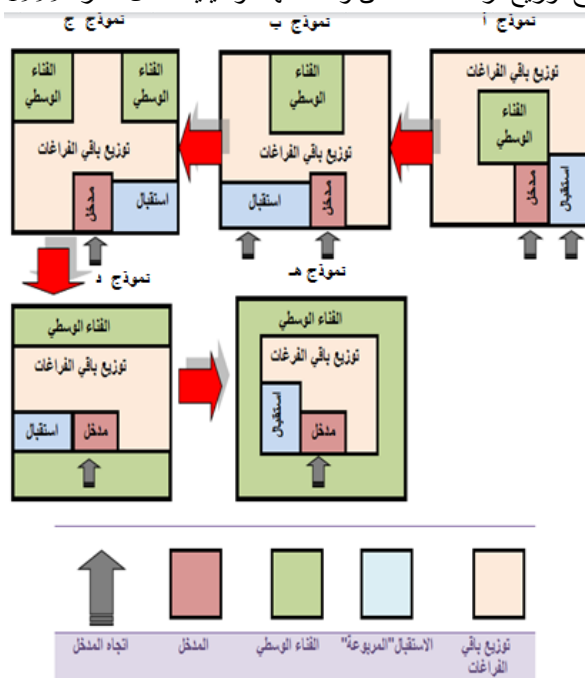 نموذج أ
توزيع باقي الفراغات
الفناء
الوسطي
مدخل
استقبال
نموذج ب
الفناء
الوسطي
توزيع باقي الفراغات
استقبال
مدخل
نموذج ج
الفناء
الوسطي
الفناء
الوسطي
توزيع باقي الفراغات
مدخل
استقبال
نموذج د
الفناء الوسطي
توزيع باقي الفراغات
استقبال
مدخل
نموذج هـ
الفناء الوسطي
توزيع باقي الفرغات
استقبال
مدخل
توزيع باقي
الفراغات
الاستقبال"المربوعة"
الفناء الوسطي
المدخل
اتجاه المدخل